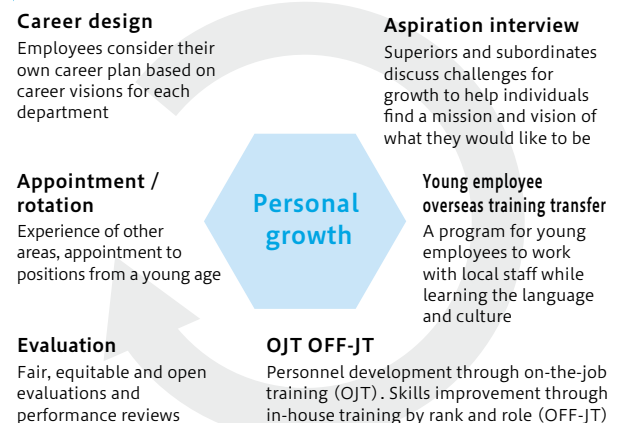 Career design
Employees consider their
own career plan based on
career visions for each
department
Aspiration interview
Superiors and subordinates
discuss challenges for
growth to help individuals
find a mission and vision of
what they would like to be
Appointment /
rotation
Experience of other
areas, appointment to
positions from a young age
Personal
growth
Young employee
overseas training transfer
A program for young
employees to work
with local staff while
learning the language
and culture
Evaluation
Fair, equitable and open
evaluations and
performance reviews
OJT OFF-JT
Personnel development through on-the-job
training (OJT). Skills improvement through
in-house training by rank and role (OFF-JT)